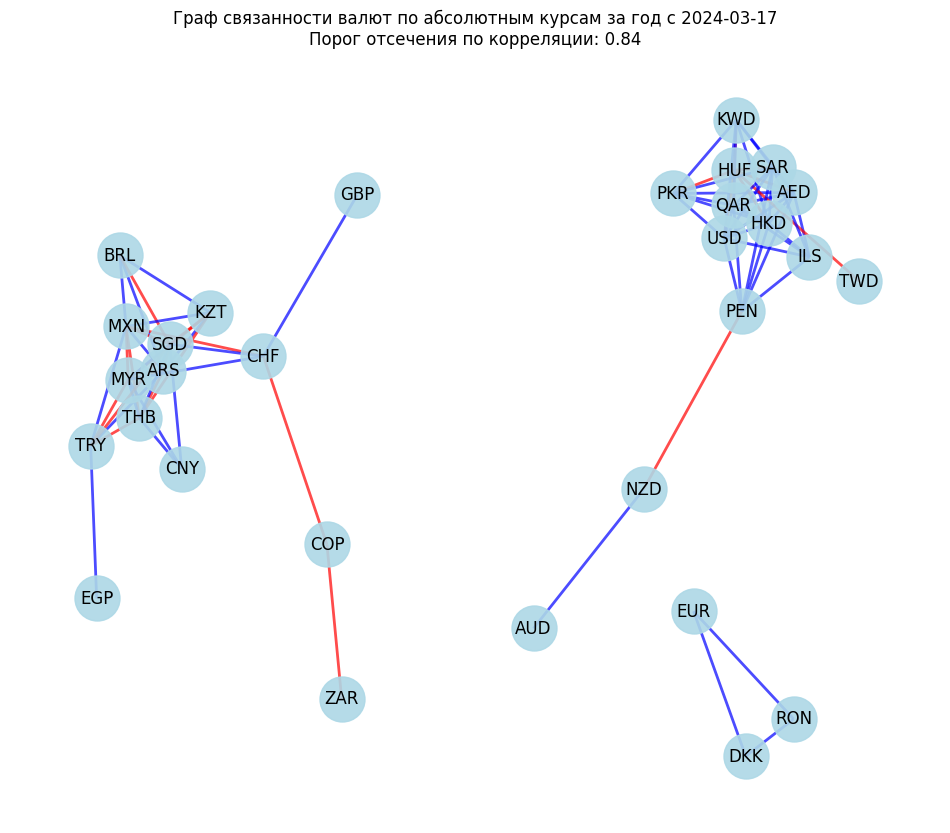 Граф связанности валют по абсолютным курсам за год с 2024-03-17
Порог отсечения по корреляции: 0.84
KWD
HUF
SAR
PKR
AED
GBP
QAR
HKD
USD
BRL
ILS
TWD
KZT
PEN
MXN
SGD
CHF
ARS
MYR
THB
TRY
CNY
NZD
COP
EGP
EUR
AUD
ZAR
RON
DKK